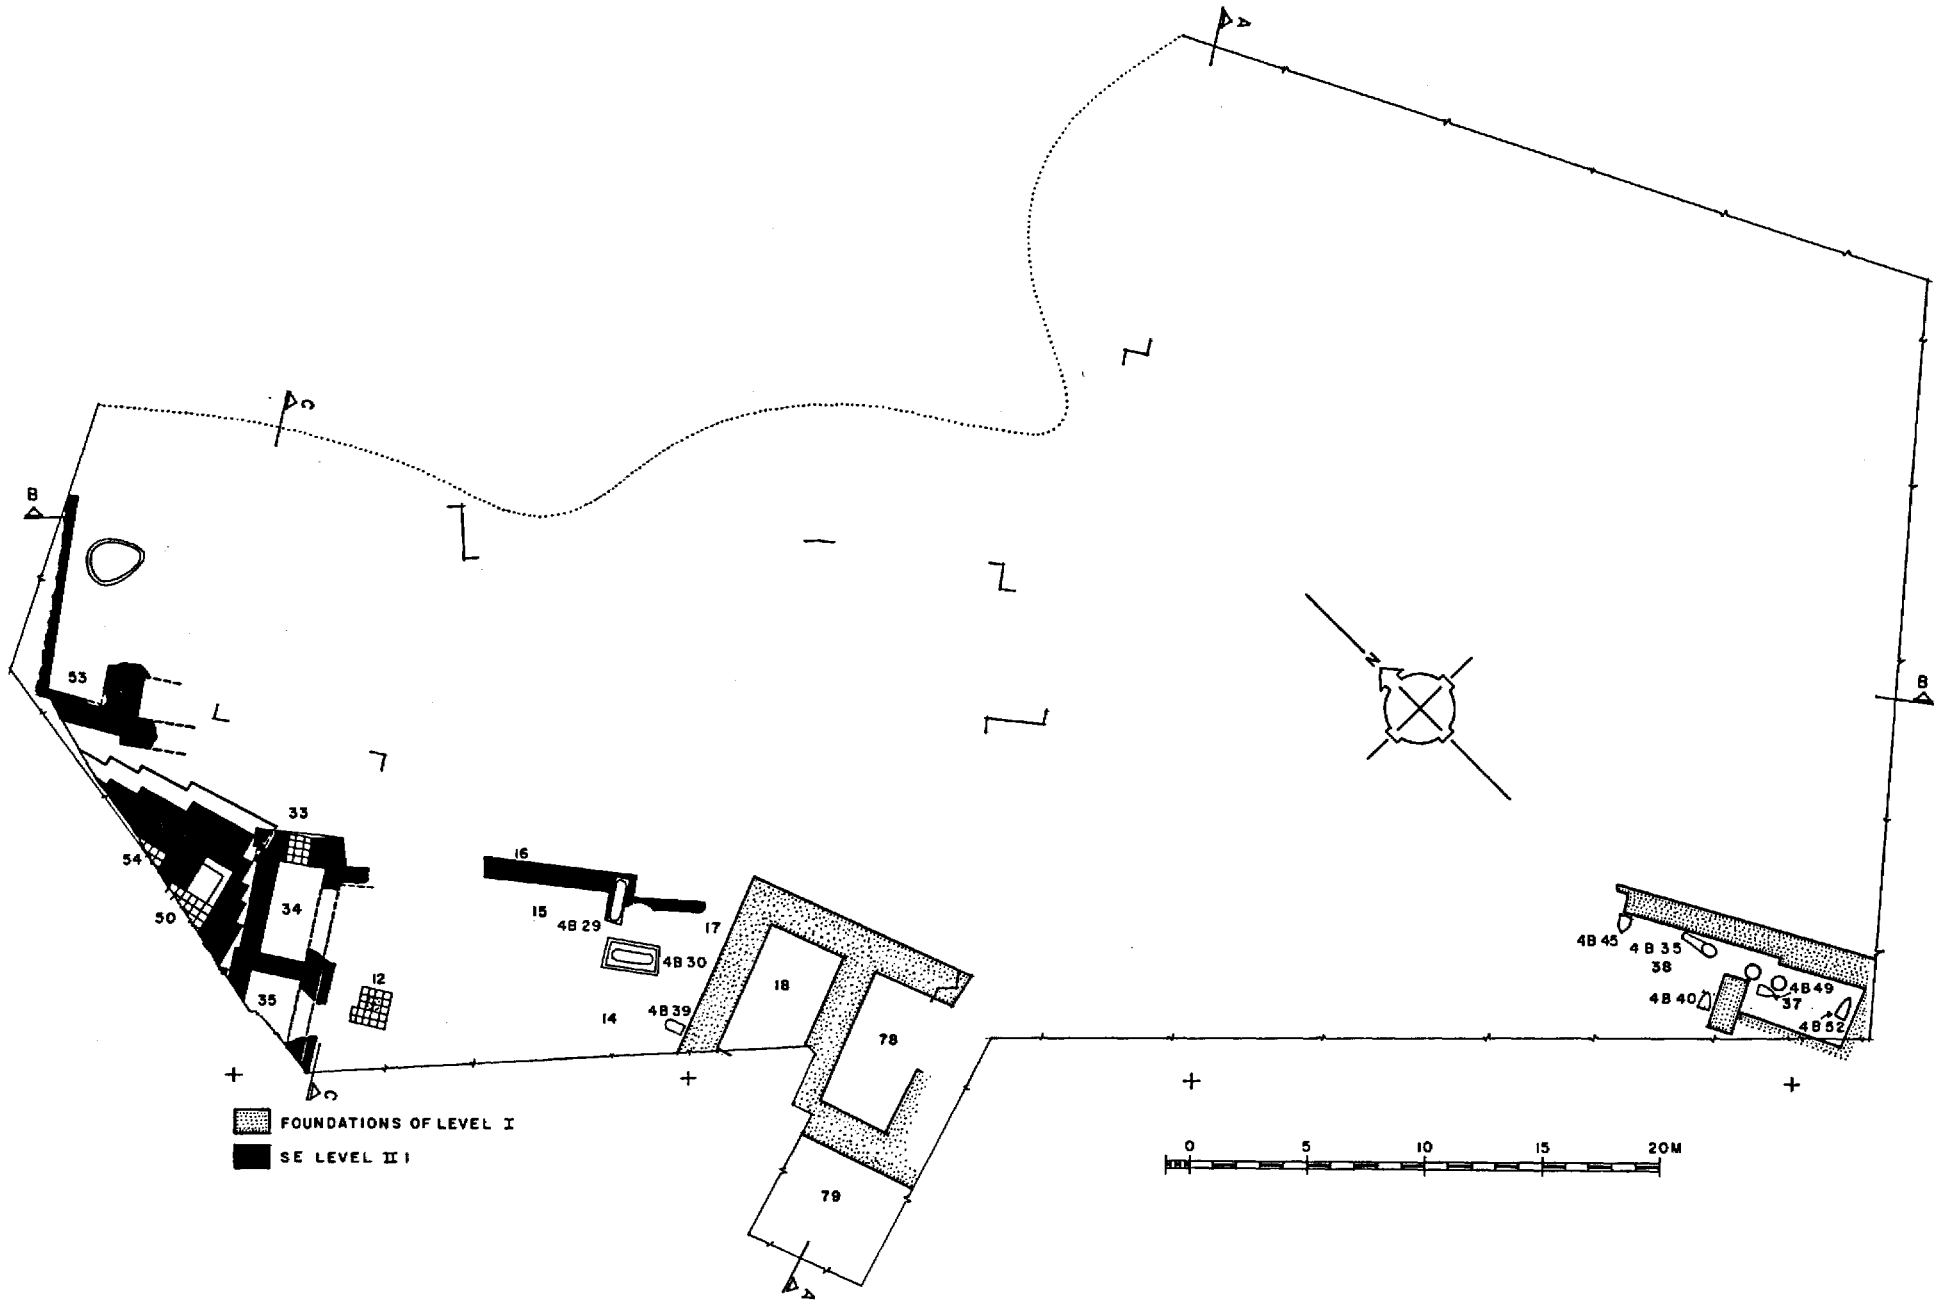 A
C
B
53
N
B
33
16
54
34
50
15
4B 29
17
4B 45
4B 35
38
4B 30
12
18
35
4B 49
4B 40
37
14
4B 39
4B 52
78
C
FOUNDATIONS OF LEVEL I
SE LEVEL II 1
0 5 10 15 20M
79
A